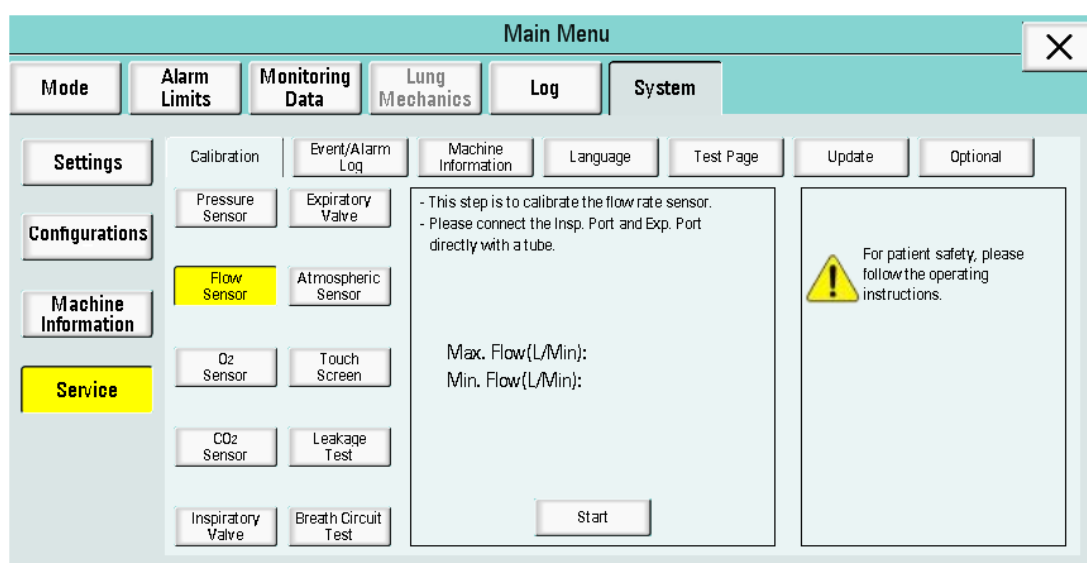 Main Menu
X
Mode
Alarm
Limits
Monitoring
Data
Lung
Mechanics
Log
System
Settings
Configurations
Machine
Information
Service
Calibration
Event/Alarm
Log
Machine
Information
Language
Test Page
Update
Optional
Pressure
Sensor
Expiratory
Valve
Flow
Sensor
Atmospheric
Sensor
O2
Sensor
Touch
Screen
CO2
Sensor
Leakage
Test
Inspiratory
Valve
Breath Circuit
Test
- This step is to calibrate the flow rate sensor.
- Please connect the Insp. Port and Exp. Port
directly with a tube.
Max. Flow(L/Min):
Min. Flow(L/Min):
Start
For patient safety, please
follow the operating
instructions.